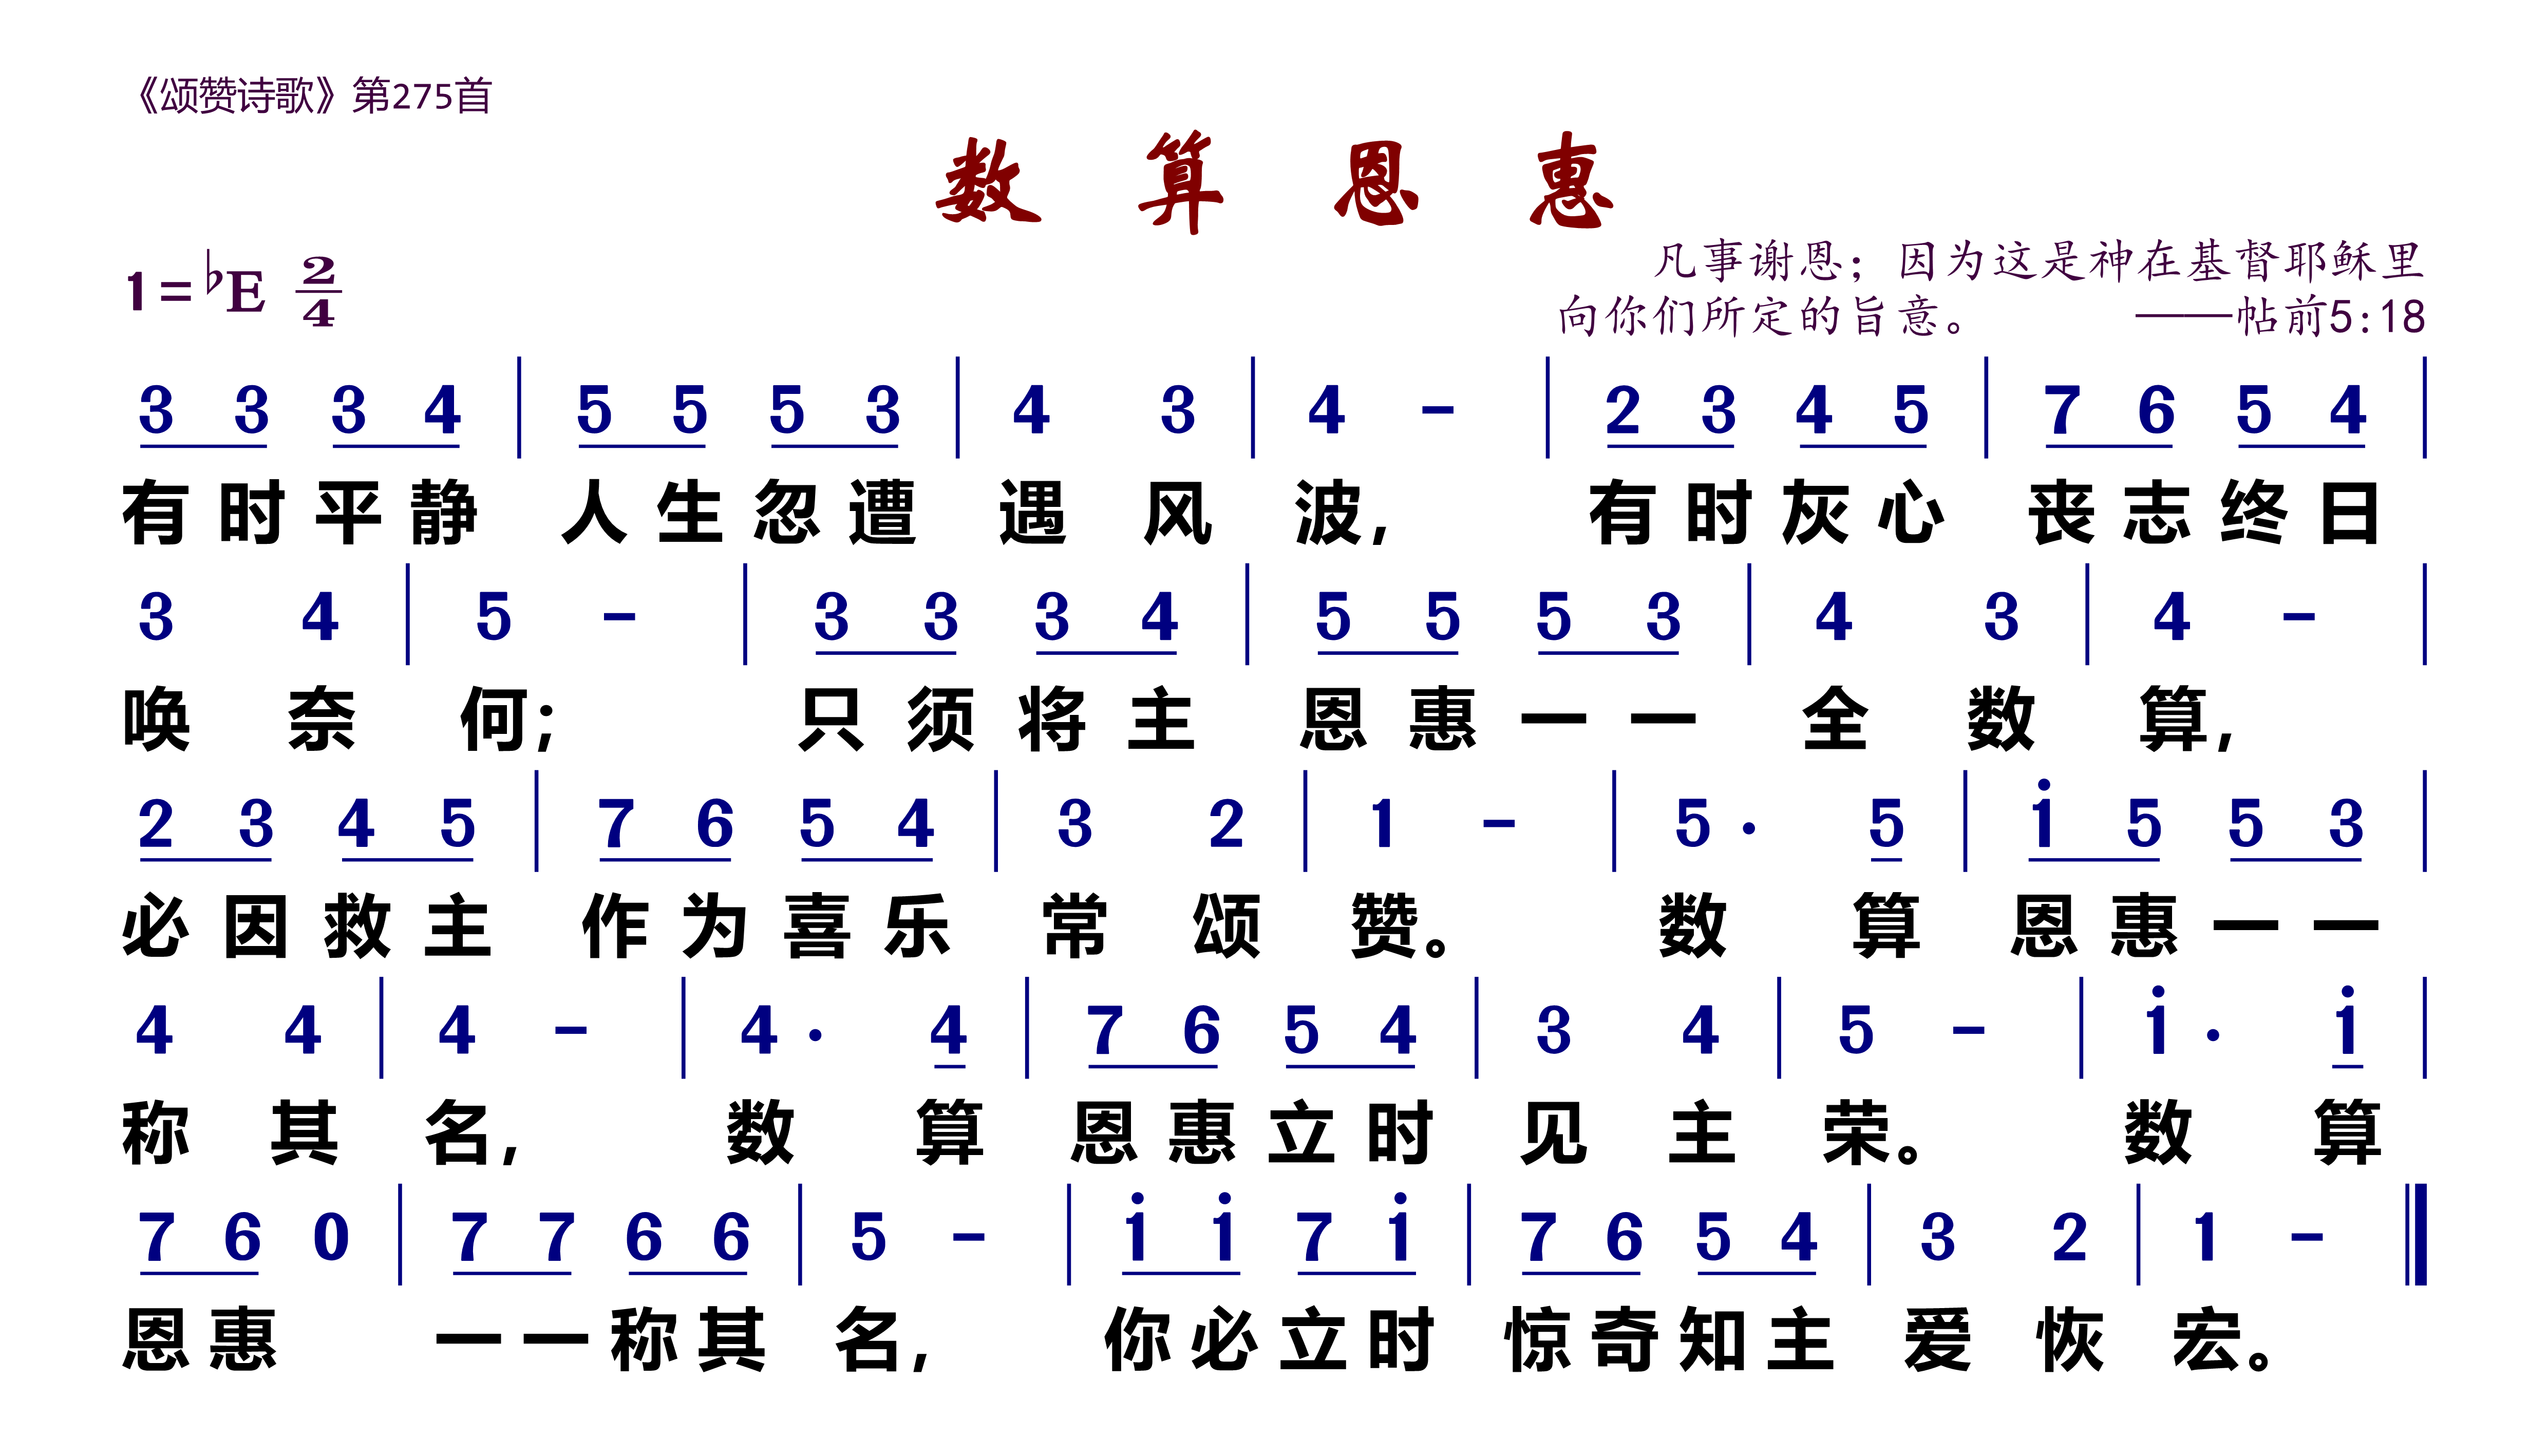 《颂赞诗歌》第275首
数 算 恩 惠
1=♭E 2/4
凡事谢恩；因为这是神在基督耶稣里
向你们所定的旨意。 ——帖前5:18
3 3 3 4 | 5 5 5 3 | 4 3 | 4 － | 2 3 4 5 | 7 6 5 4 |
有时平静 人生忽遭 遇 风 波， 有时灰心 丧志终日
3 4 | 5 － | 3 3 3 4 | 5 5 5 3 | 4 3 | 4 － |
唤 奈 何； 只须将主 恩惠一一 全 数 算，
2 3 4 5 | 7 6 5 4 | 3 2 | 1 － | 5 · 5 | i 5 5 3 |
必因救主 作为喜乐 常 颂 赞。 数 算 恩惠一一
4 4 | 4 － | 4 · 4 | 7 6 5 4 | 3 4 | 5 － | i · i |
称 其 名， 数 算 恩惠立时 见 主 荣。 数 算
7 6 0 | 7 7 6 6 | 5 － | i i 7 i | 7 6 5 4 | 3 2 | 1 － ‖
恩惠 一一称其 名， 你必立时 惊奇知主 爱 恢 宏。